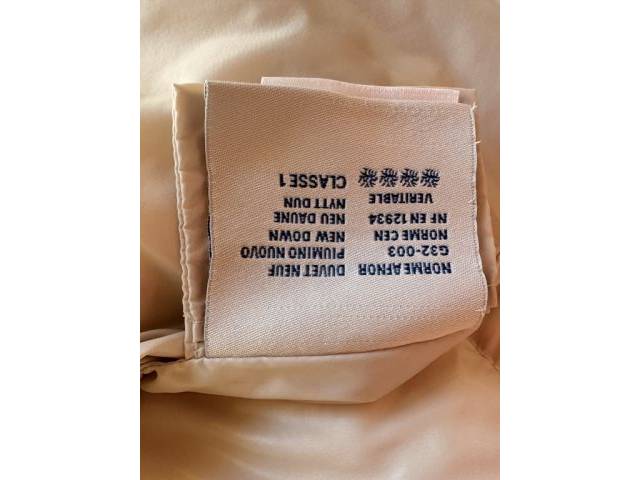 NORME AFNOR
G32-003
NORME CEN
NF EN 12934
VERITABLE
DUVET NEUF
PIUMINO NUOVO
NEW DOWN
NEU DAUNE
NYTT DUN
CLASSE 1